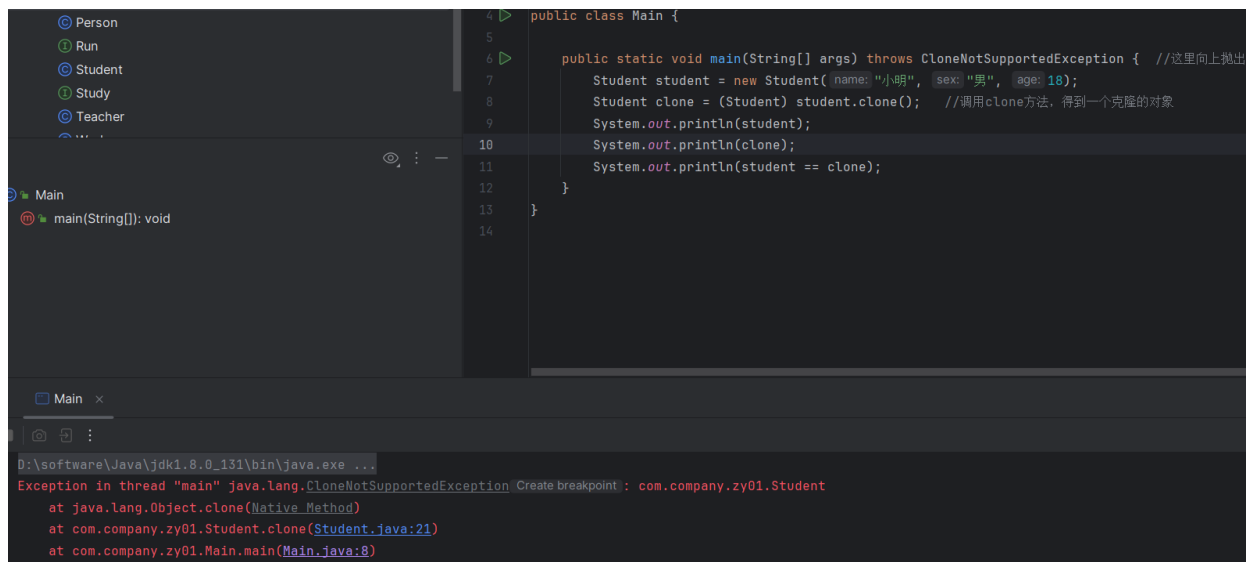 Person
Run
Student
Study
Teacher
Main
main(String[]): void
4 public class Main {
5
6 public static void main(String[] args) throws CloneNotSupportedException { //这里向上抛出
7 Student student = new Student( name: "小明", sex: "男", age: 18);
8 Student clone = (Student) student.clone(); //调用clone方法，得到一个克隆的对象
9 System.out.println(student);
10 System.out.println(clone);
11 System.out.println(student == clone);
12 }
13 }
14
Main
D:\software\Java\jdk1.8.0_131\bin\java.exe ...
Exception in thread "main" java.lang.CloneNotSupportedException Create breakpoint : com.company.zy01.Student
at java.lang.Object.clone(Native Method)
at com.company.zy01.Student.clone(Student.java:21)
at com.company.zy01.Main.main(Main.java:8)